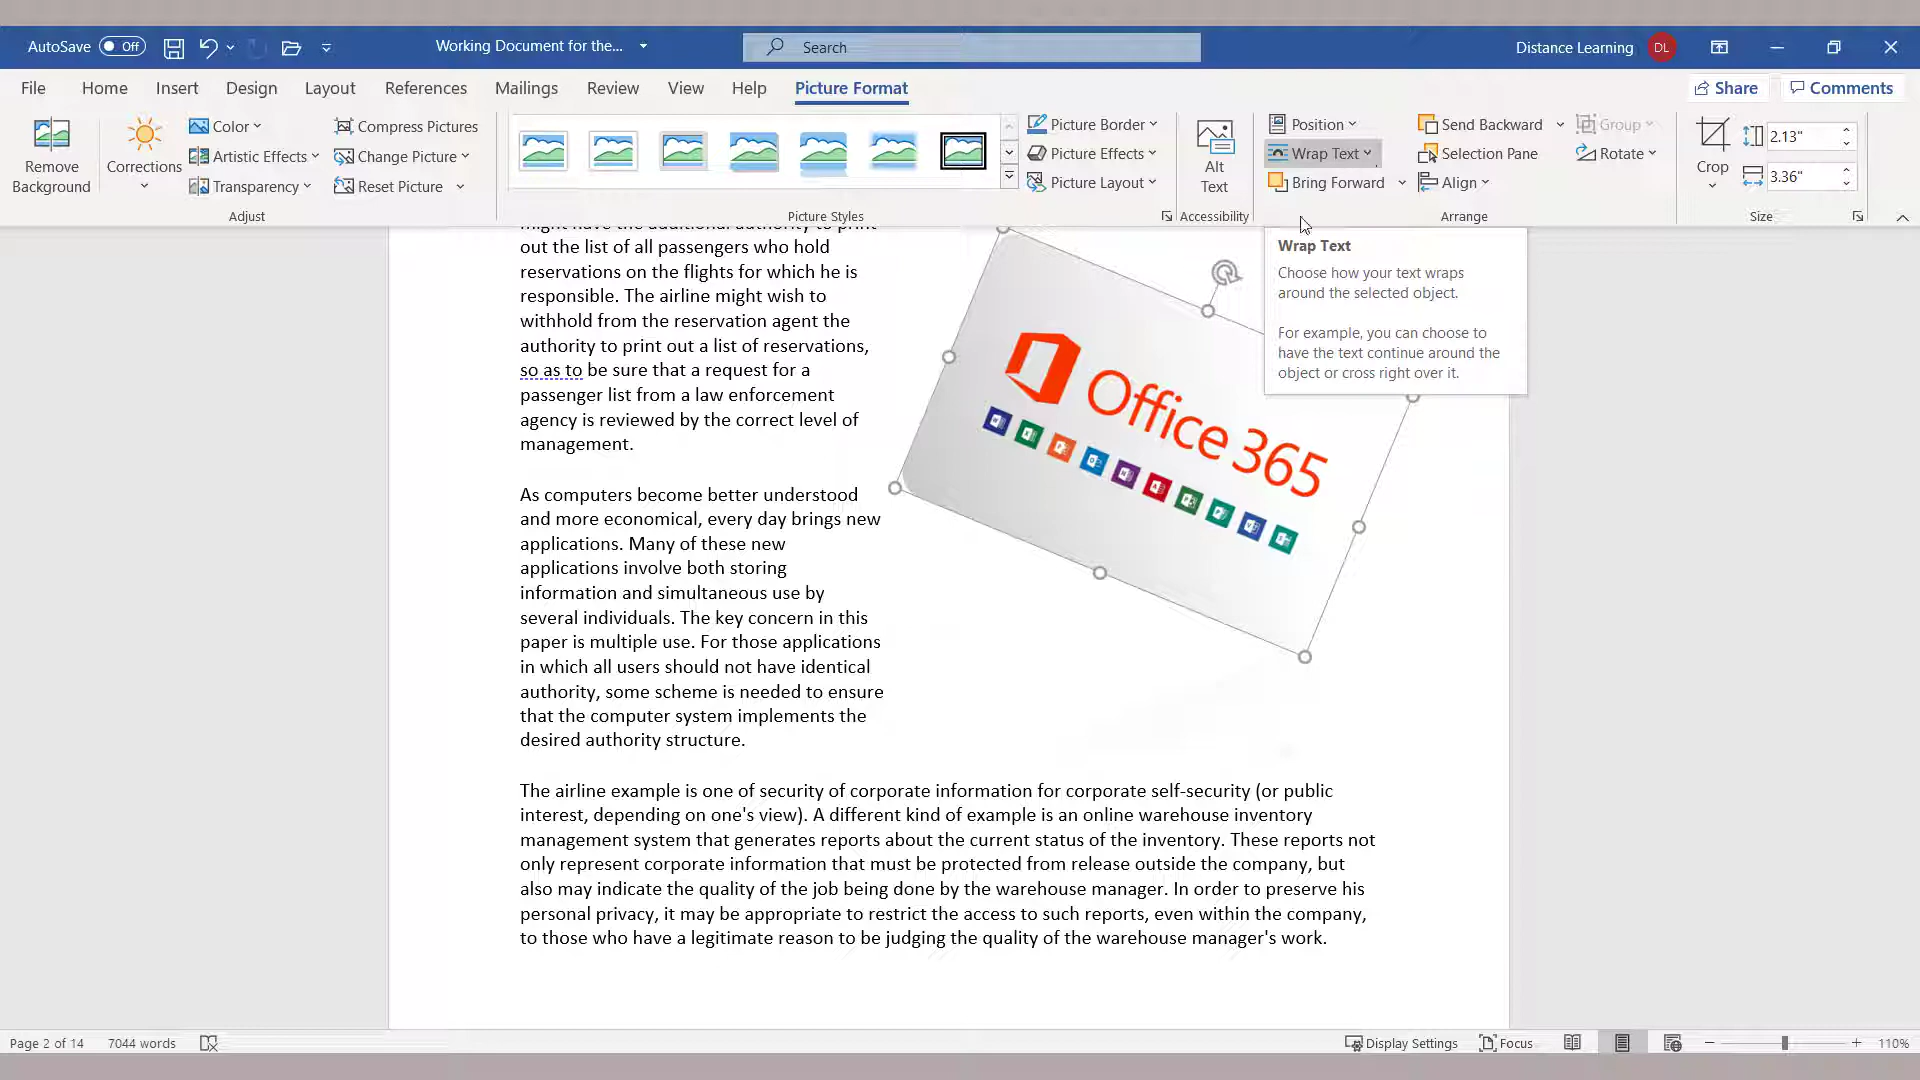 AutoSave Off
Working Document for the...
Search
Distance Learning DL
File Home Insert Design Layout References Mailings Review View Help Picture Format
Share Comments
Remove Background
Corrections
Color
Artistic Effects
Transparency
Compress Pictures
Change Picture
Reset Picture
Adjust
Picture Styles
Picture Border
Picture Effects
Picture Layout
Alt Text
Accessibility
Position
Wrap Text
Bring Forward
Send Backward
Selection Pane
Align
Group
Rotate
Arrange
Crop
2.13"
3.36"
Size
Wrap Text
Choose how your text wraps
around the selected object.
For example, you can choose to
have the text continue around the
object or cross right over it.
might have the additional authority to print
out the list of all passengers who hold
reservations on the flights for which he is
responsible. The airline might wish to
withhold from the reservation agent the
authority to print out a list of reservations,
so as to be sure that a request for a
passenger list from a law enforcement
agency is reviewed by the correct level of
management.
As computers become better understood
and more economical, every day brings new
applications. Many of these new
applications involve both storing
information and simultaneous use by
several individuals. The key concern in this
paper is multiple use. For those applications
in which all users should not have identical
authority, some scheme is needed to ensure
that the computer system implements the
desired authority structure.
Office 365
The airline example is one of security of corporate information for corporate self-security (or public
interest, depending on one's view). A different kind of example is an online warehouse inventory
management system that generates reports about the current status of the inventory. These reports not
only represent corporate information that must be protected from release outside the company, but
also may indicate the quality of the job being done by the warehouse manager. In order to preserve his
personal privacy, it may be appropriate to restrict the access to such reports, even within the company,
to those who have a legitimate reason to be judging the quality of the warehouse manager's work.
Page 2 of 14 7044 words
Display Settings Focus 110%